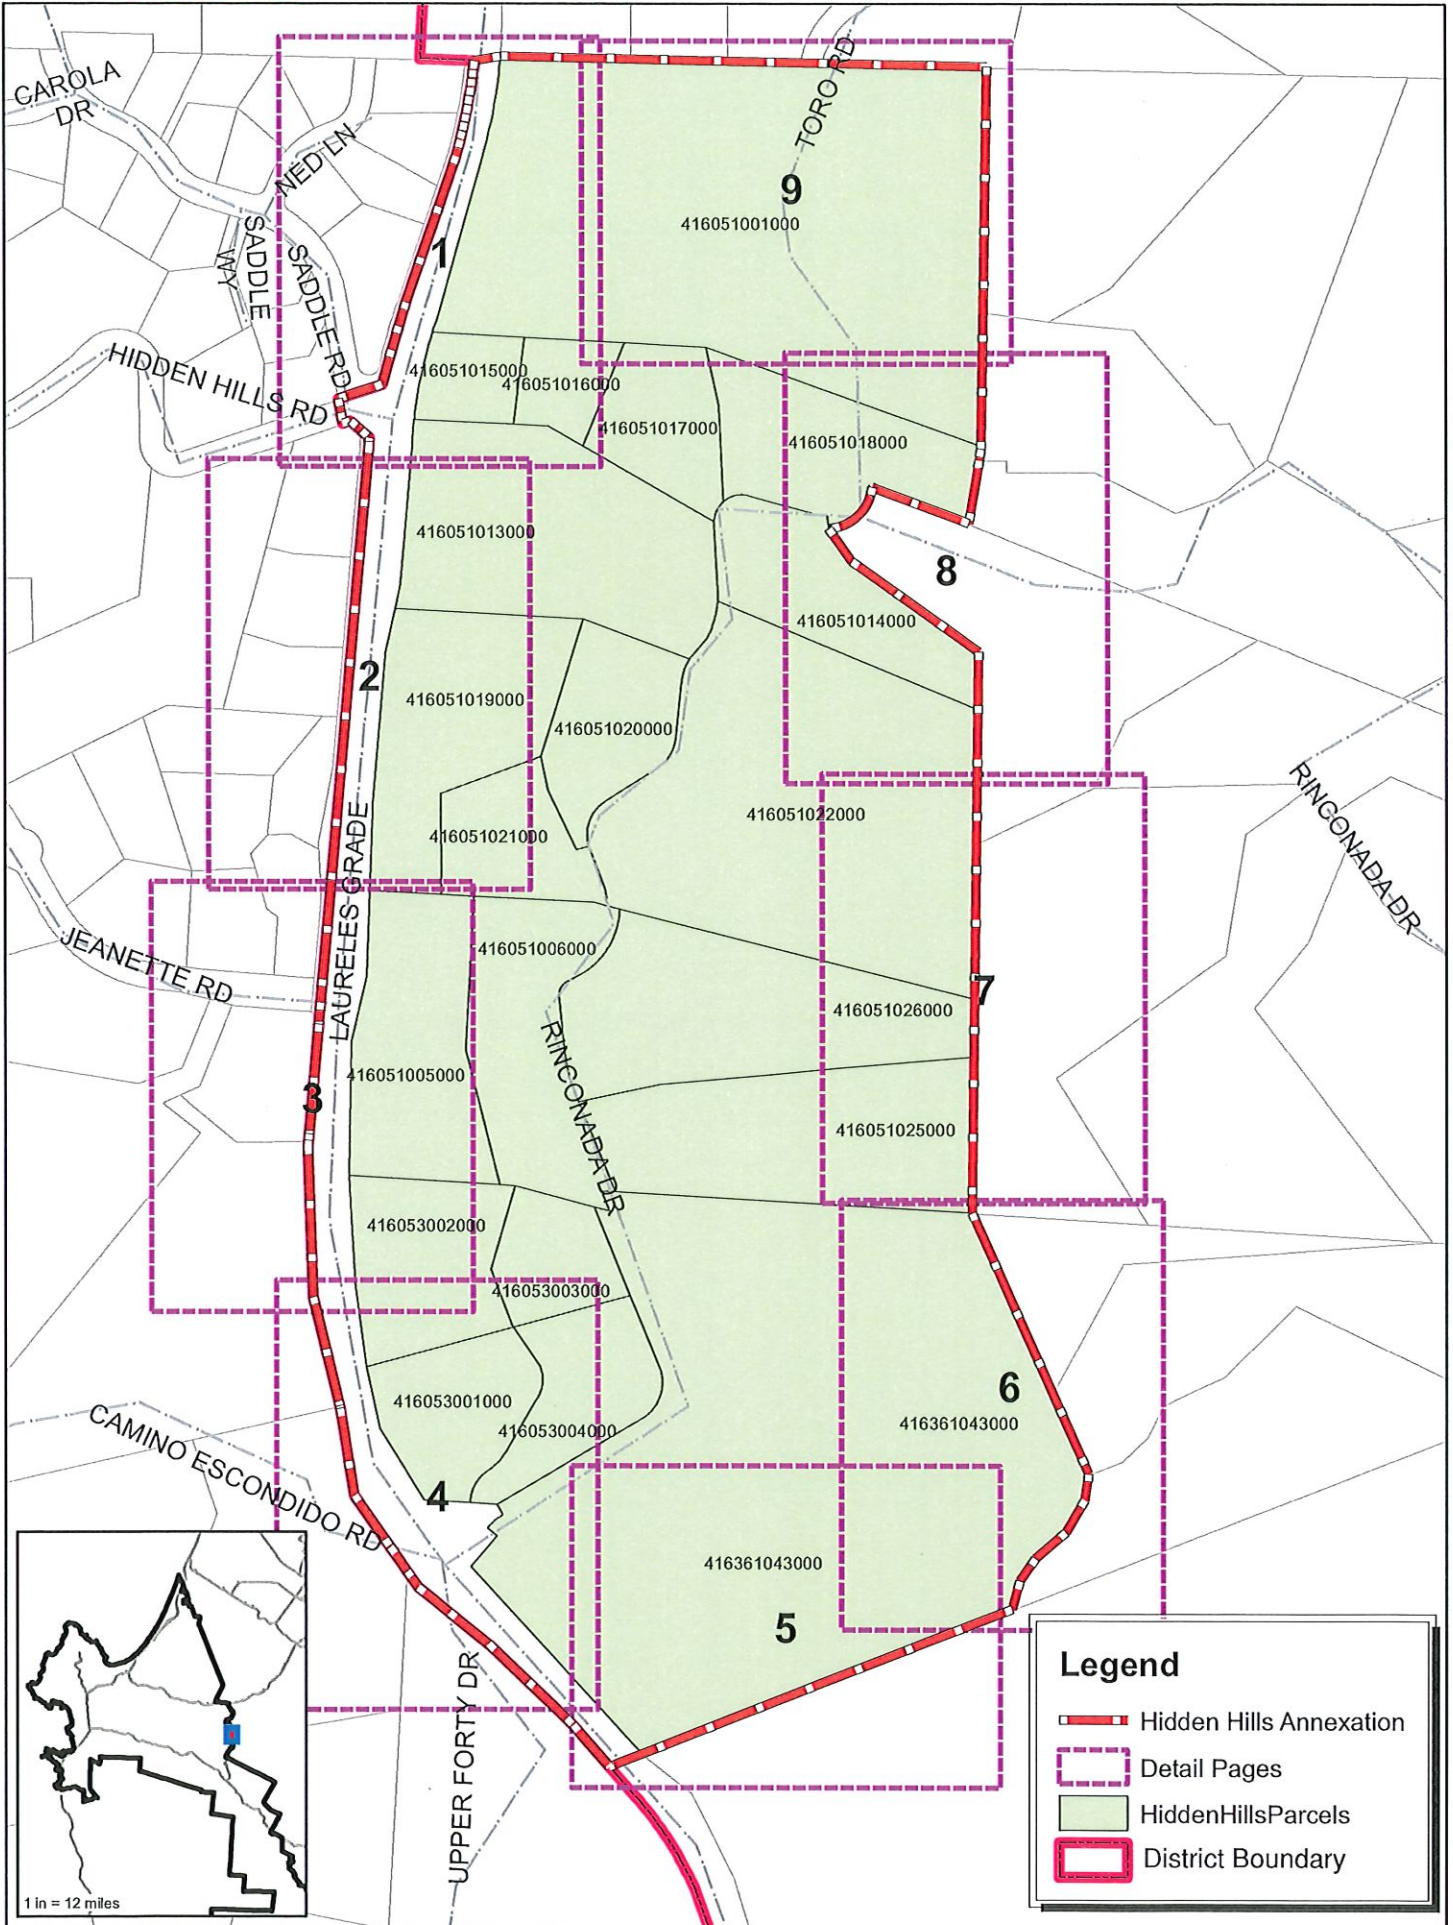 CAROLA
DR
NED LN
TORO RD
SADDLE
WY
SADDLE RD
HIDDEN HILLS RD
1
9
416051001000
416051015000
416051016000
416051017000
416051018000
416051013000
8
416051014000
2
416051019000
416051020000
416051021000
416051022000
LAURELES GRADE
RINCONADA DR
JEANETTE RD
416051006000
7
416051026000
416051005000
3
RINCONADA DR
416051025000
416053002000
416053003000
6
416053001000
416053004000
416361043000
CAMINO ESCONDIDO RD
4
416361043000
5
UPPER FORTY DR
1 in = 12 miles
Legend
Hidden Hills Annexation
Detail Pages
HiddenHillsParcels
District Boundary